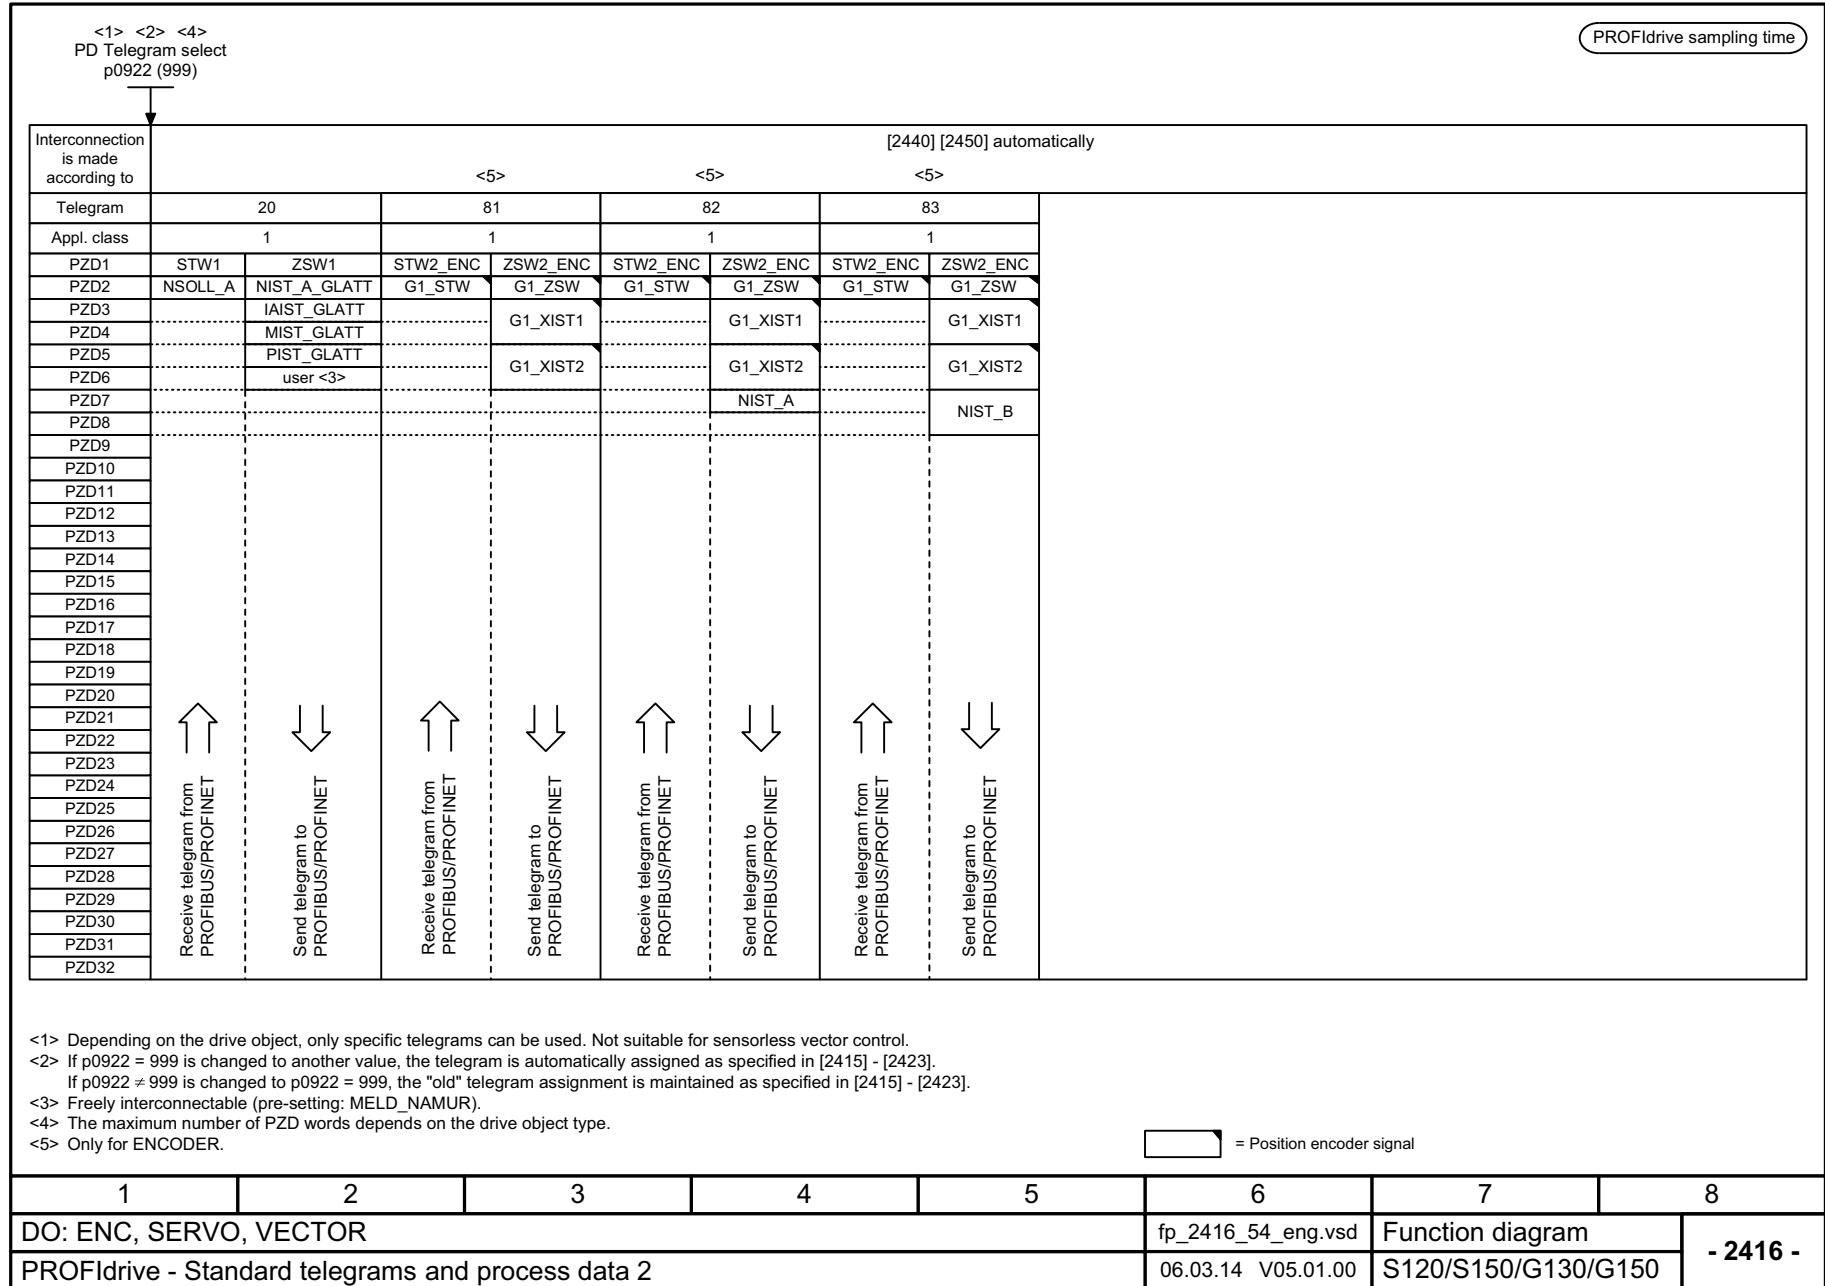 <1> <2> <4>
PD Telegram select
p0922 (999)
PROFIdrive sampling time
Interconnection
is made
according to
[2440] [2450] automatically
<5> <5> <5>
Telegram 20 81 82 83
Appl. class 1 1 1 1
PZD1 STW1 ZSW1 STW2_ENC ZSW2_ENC STW2_ENC ZSW2_ENC STW2_ENC ZSW2_ENC
PZD2 NSOLL_A NIST_A_GLATT G1_STW G1_ZSW G1_STW G1_ZSW G1_STW G1_ZSW
PZD3 IAIST_GLATT
G1_XIST1 G1_XIST1 G1_XIST1
PZD4 MIST_GLATT
PZD5 PIST_GLATT
G1_XIST2 G1_XIST2 G1_XIST2
PZD6 user <3>
PZD7 NIST_A
NIST_B
PZD8
PZD9
PZD10
PZD11
PZD12
PZD13
PZD14
PZD15
PZD16
PZD17
PZD18
PZD19
PZD20
PZD21
PZD22
PZD23
PZD24
PZD25
PZD26
PZD27
PZD28
PZD29
PZD30
PZD31
PZD32
Receive telegram from
PROFIBUS/PROFINET
Send telegram to
PROFIBUS/PROFINET
Receive telegram from
PROFIBUS/PROFINET
Send telegram to
PROFIBUS/PROFINET
Receive telegram from
PROFIBUS/PROFINET
Send telegram to
PROFIBUS/PROFINET
Receive telegram from
PROFIBUS/PROFINET
Send telegram to
PROFIBUS/PROFINET
<1> Depending on the drive object, only specific telegrams can be used. Not suitable for sensorless vector control.
<2> If p0922 = 999 is changed to another value, the telegram is automatically assigned as specified in [2415] - [2423].
If p0922 ≠ 999 is changed to p0922 = 999, the "old" telegram assignment is maintained as specified in [2415] - [2423].
<3> Freely interconnectable (pre-setting: MELD_NAMUR).
<4> The maximum number of PZD words depends on the drive object type.
<5> Only for ENCODER.
= Position encoder signal
1 2 3 4 5 6 7 8
DO: ENC, SERVO, VECTOR fp_2416_54_eng.vsd Function diagram
- 2416 -
PROFIdrive - Standard telegrams and process data 2 06.03.14 V05.01.00 S120/S150/G130/G150